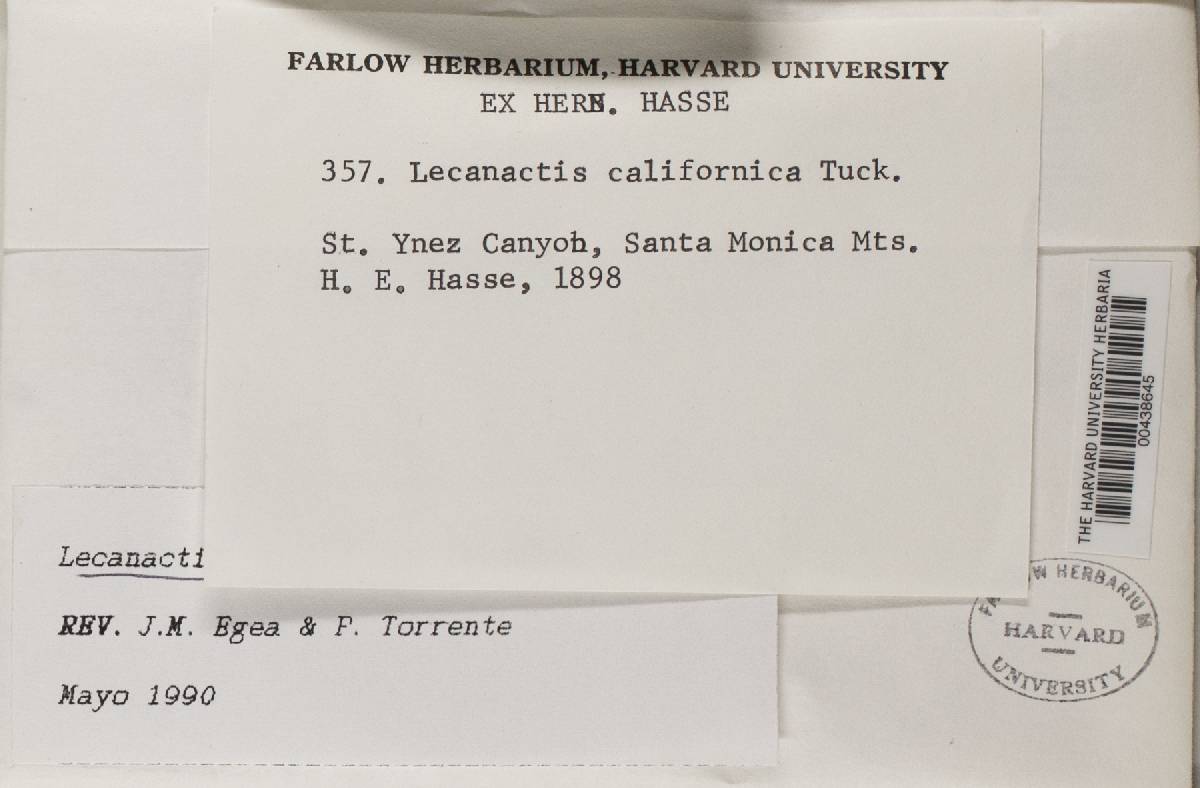 FARLOW HERBARIUM, HARVARD UNIVERSITY
EX HERB. HASSE
357. Lecanactis californica Tuck.
St. Ynez Canyon, Santa Monica Mts.
H. E. Hasse, 1898
THE HARVARD UNIVERSITY HERBARIA
00438645
Lecanacti
REV. J.M. Egea & P. Torrente
Mayo 1990
HERBARIUM
HARVARD
UNIVERSITY